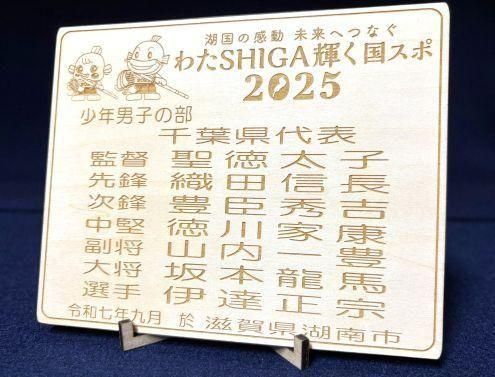 湖国の感動 未来へつなぐ
わたSHIGA輝く国スポ
2025
少年男子の部
千葉県代表
監督 聖徳太子
先鋒 織田信長
次鋒 豊臣秀吉
中堅 徳川家康
副将 山内一豊
大将 坂本龍馬
選手 伊達正宗
令和七年九月 於 滋賀県湖南市